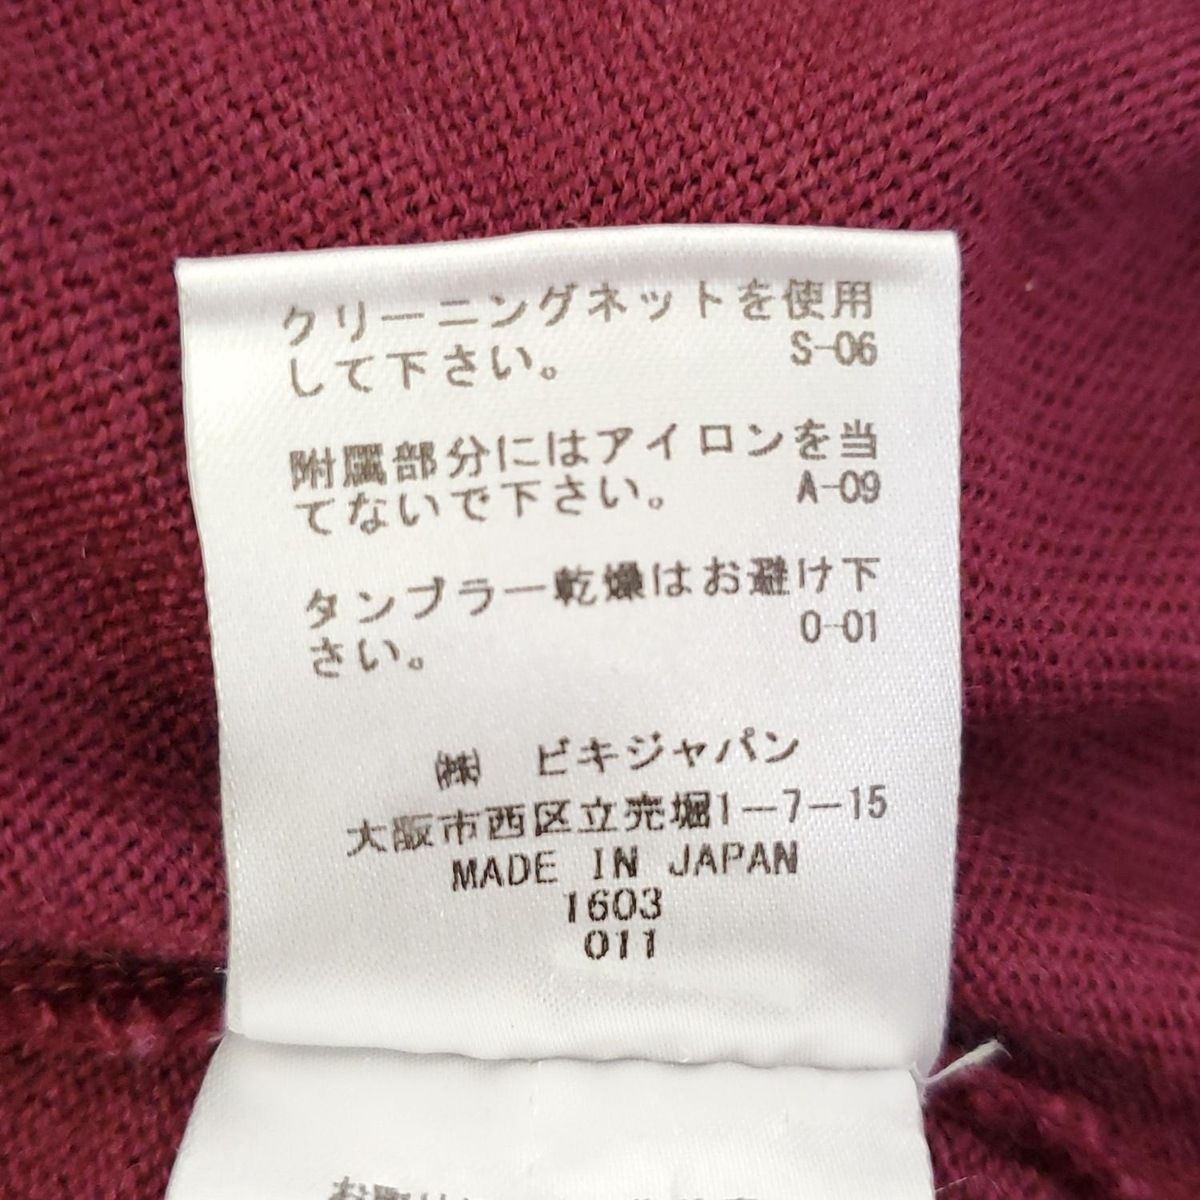 クリーニングネットを使用
して下さい。 S-06
附属部分にはアイロンを当
てないで下さい。 A-09
タンブラー乾燥はお避け下
さい。 0-01
㈱ ビキジャパン
大阪市西区立売堀1-7-15
MADE IN JAPAN
1603
011